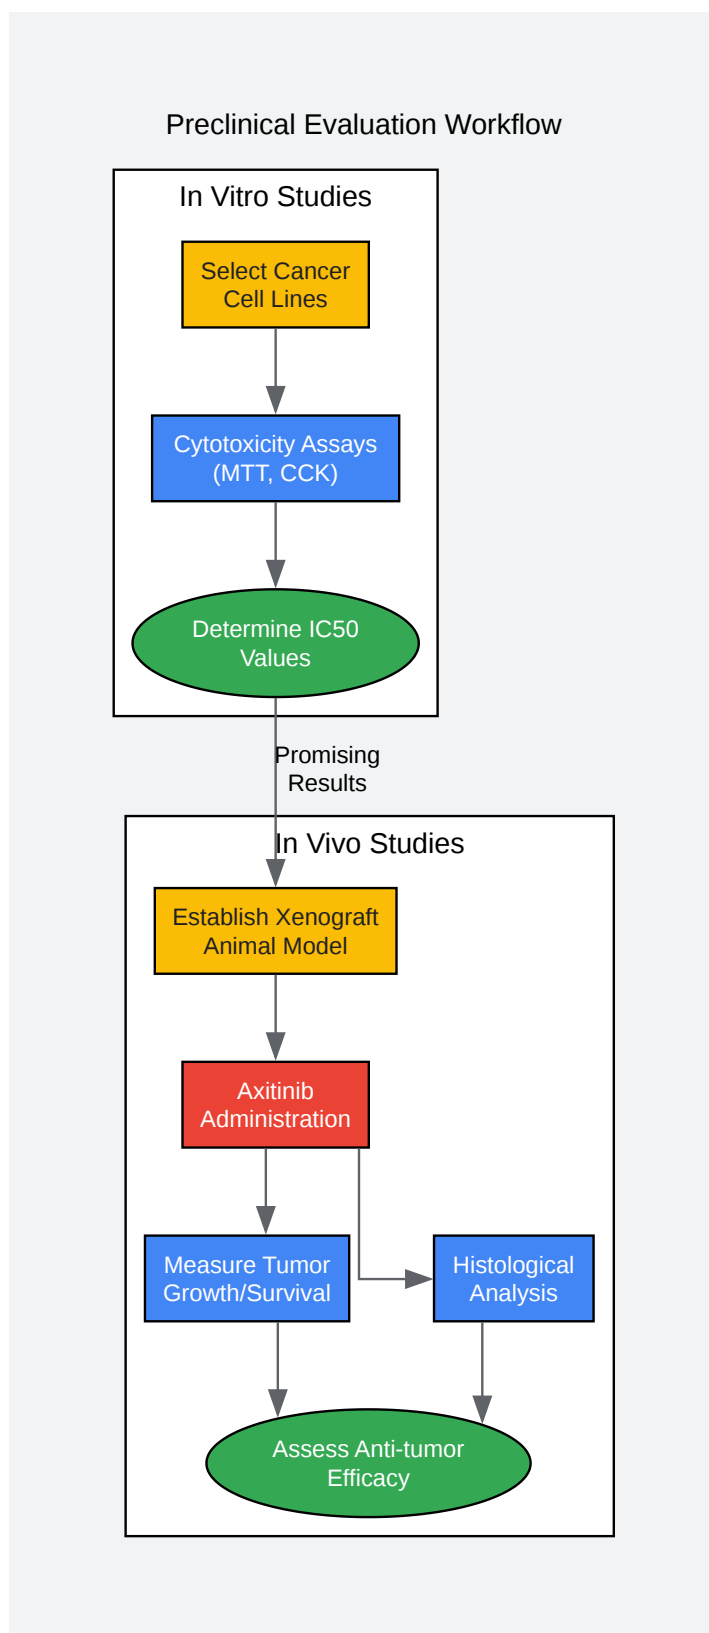 Preclinical Evaluation Workflow
In Vitro Studies
Select Cancer
Cell Lines
Cytotoxicity Assays
(MTT, CCK)
Determine IC50
Values
Promising
Results
In Vivo Studies
Establish Xenograft
Animal Model
Axitinib
Administration
Measure Tumor
Growth/Survival
Histological
Analysis
Assess Anti-tumor
Efficacy